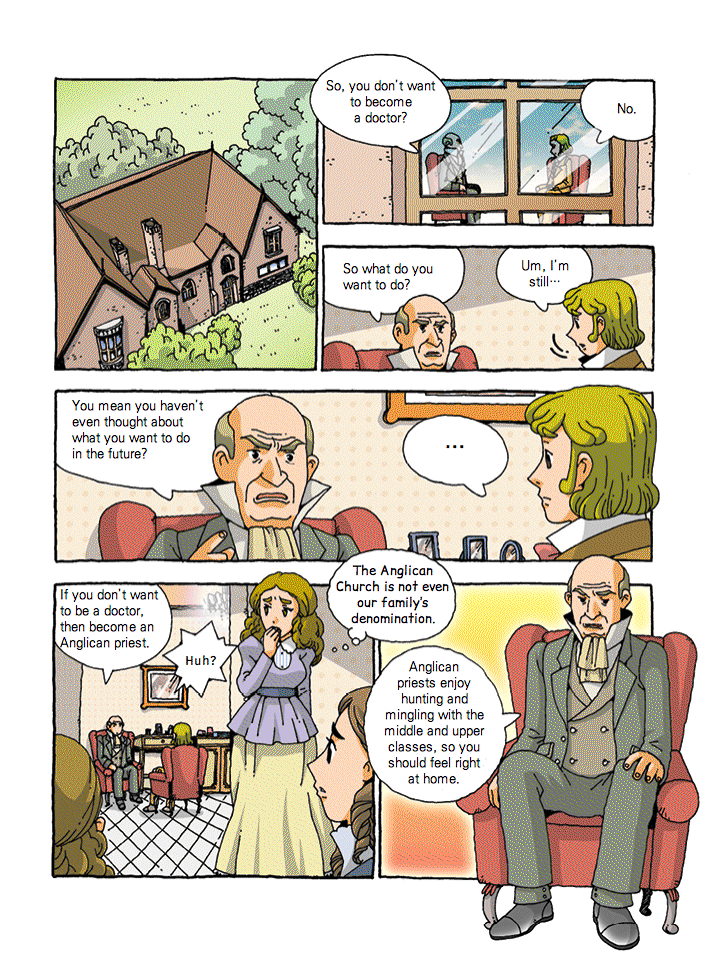 So, you don't want
to become
a doctor?
No.
So what do you
want to do?
Um, I'm
still…
You mean you haven't
even thought about
what you want to do
in the future?
…
If you don't want
to be a doctor,
then become an
Anglican priest.
Huh?
The Anglican
Church is not even
our family's
denomination.
Anglican
priests enjoy
hunting and
mingling with the
middle and upper
classes, so you
should feel right
at home.